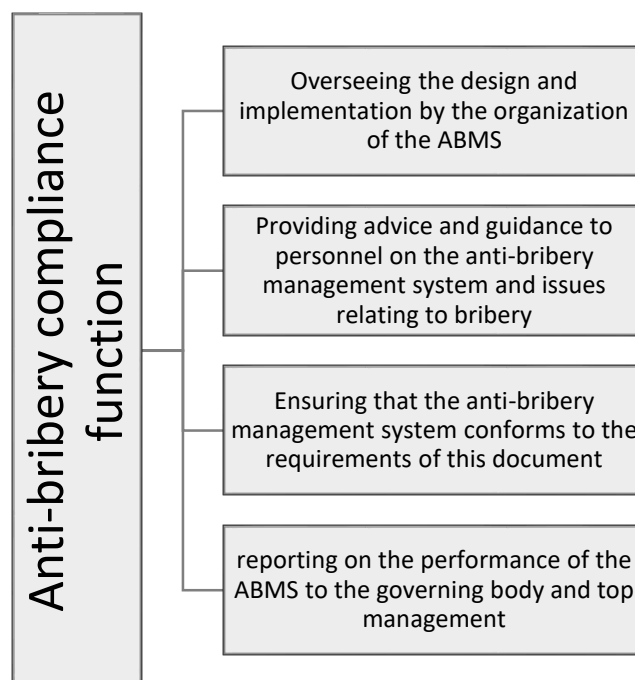 Anti-bribery compliance
function
Overseeing the design and
implementation by the organization
of the ABMS
Providing advice and guidance to
personnel on the anti-bribery
management system and issues
relating to bribery
Ensuring that the anti-bribery
management system conforms to the
requirements of this document
reporting on the performance of the
ABMS to the governing body and top
management